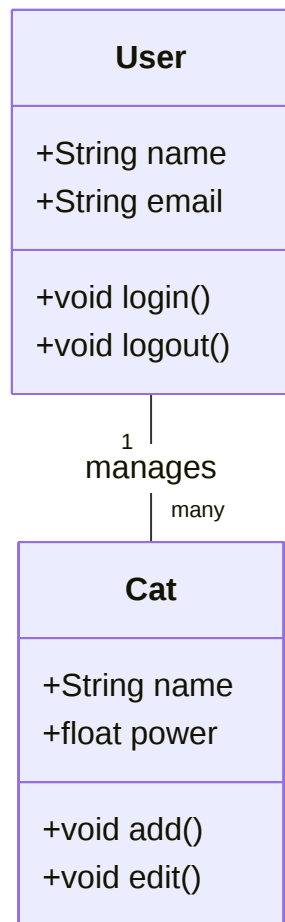 User
+String name
+String email
+void login()
+void logout()
1
manages
many
Cat
+String name
+float power
+void add()
+void edit()